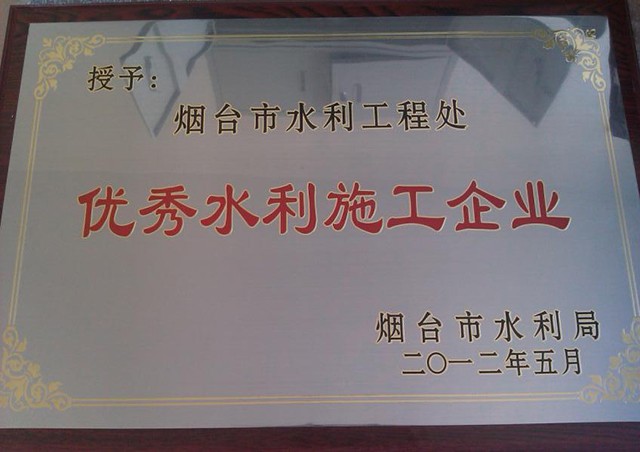 授予：
烟台市水利工程处
优秀水利施工企业
烟台市水利局
二〇一二年五月